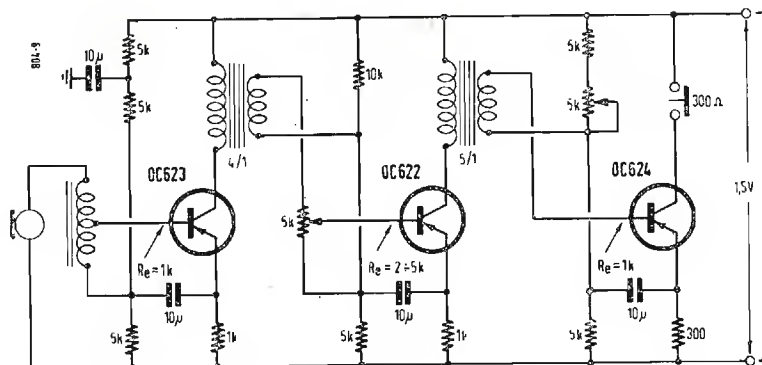 804-9
10µ
5k
5k
4/1
10k
5/1
5k
5k
300 Ω
OC623
OC622
OC624
1,5V
5k
Re = 1k
Re = 2÷5k
Re = 1k
10µ
10µ
10µ
5k
1k
5k
1k
5k
300